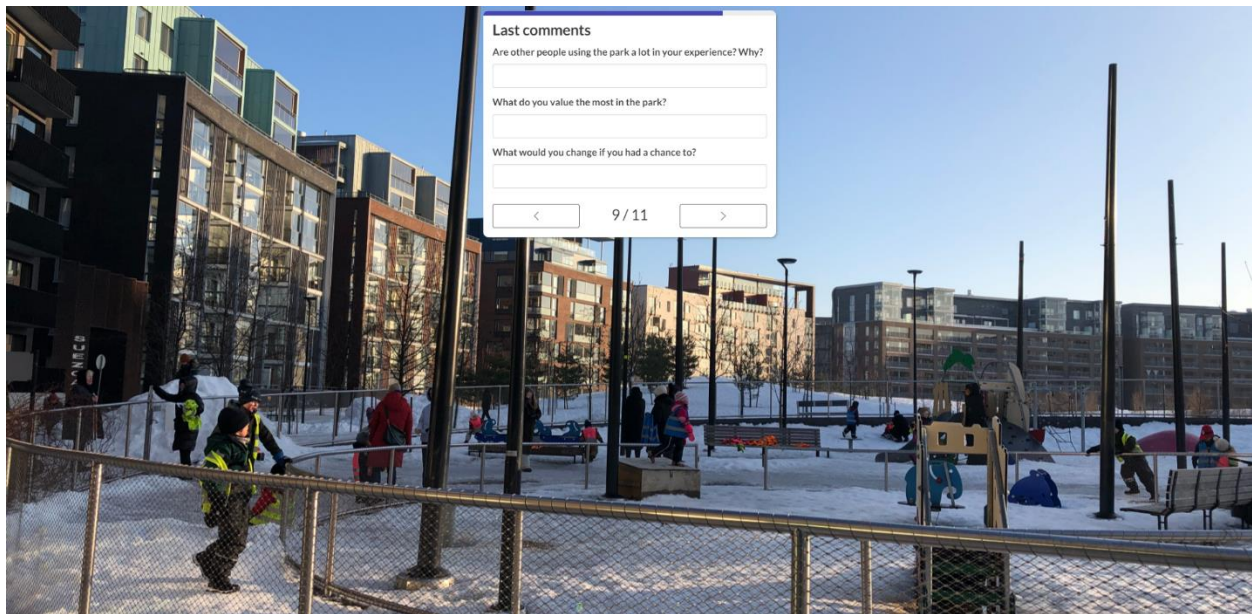 Last comments
Are other people using the park a lot in your experience? Why?
What do you value the most in the park?
What would you change if you had a chance to?
< 9 / 11 >